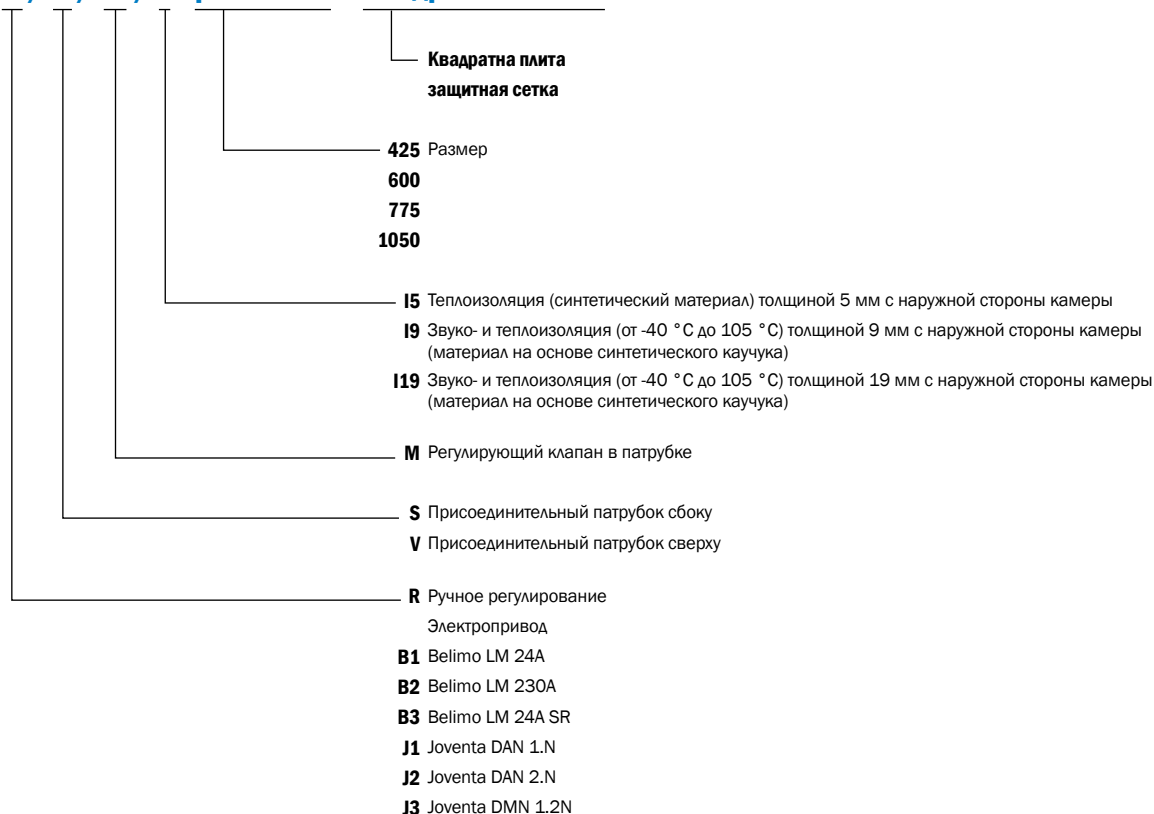 Квадратна плита
защитная сетка
425 Размер
600
775
1050
I5 Теплоизоляция (синтетический материал) толщиной 5 мм с наружной стороны камеры
I9 Звуко- и теплоизоляция (от -40 °C до 105 °C) толщиной 9 мм с наружной стороны камеры
(материал на основе синтетического каучука)
I19 Звуко- и теплоизоляция (от -40 °C до 105 °C) толщиной 19 мм с наружной стороны камеры
(материал на основе синтетического каучука)
M Регулирующий клапан в патрубке
S Присоединительный патрубок сбоку
V Присоединительный патрубок сверху
R Ручное регулирование
Электропривод
B1 Belimo LM 24A
B2 Belimo LM 230A
B3 Belimo LM 24A SR
J1 Joventa DAN 1.N
J2 Joventa DAN 2.N
J3 Joventa DMN 1.2N